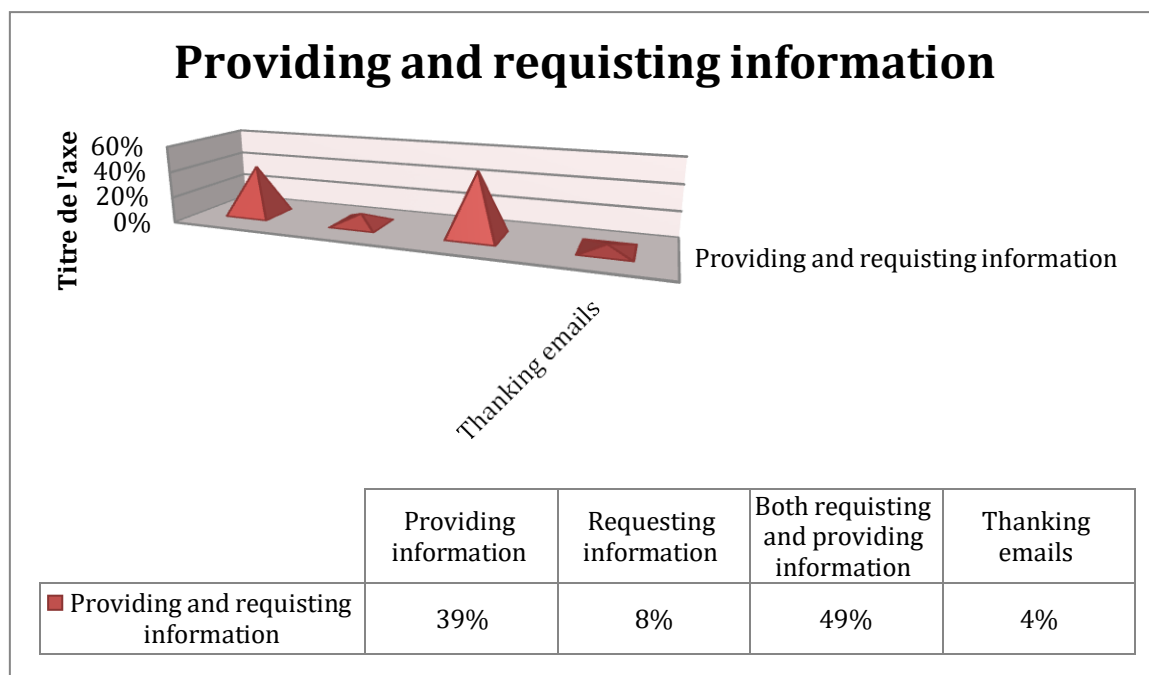 Providing and requisting information
Titre de l'axe
60%
40%
20%
0%
Providing and requisting information
Thanking emails
Providing
information
Requesting
information
Both requisting
and providing
information
Thanking
emails
Providing and requisting
information
39%
8%
49%
4%